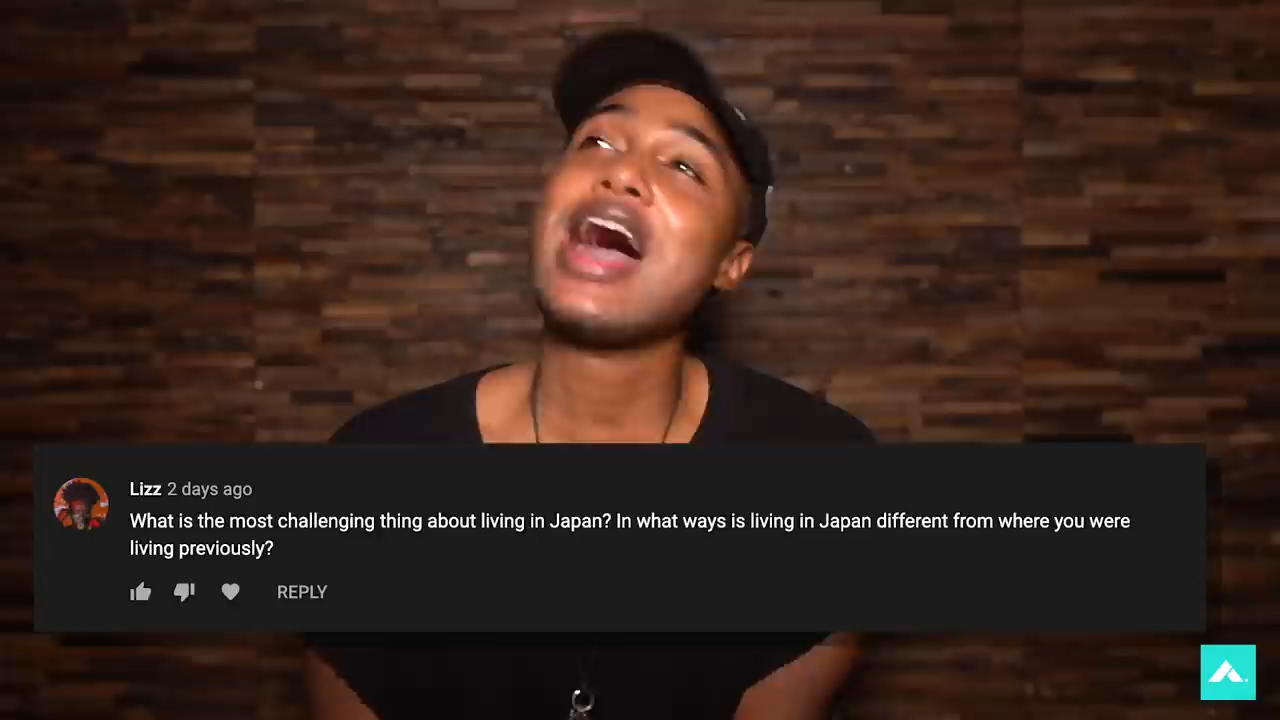 Lizz 2 days ago
What is the most challenging thing about living in Japan? In what ways is living in Japan different from where you were
living previously?
REPLY